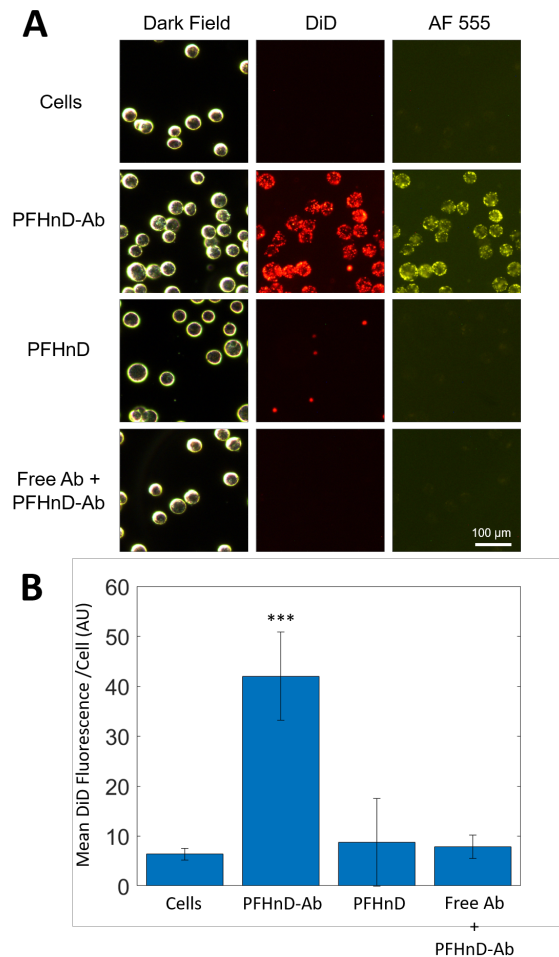 A
Dark Field
DiD
AF 555
Cells
PFHnD-Ab
PFHnD
Free Ab +
PFHnD-Ab
100 µm
B
Mean DiD Fluorescence /Cell (AU)
60
50
40
30
20
10
0
***
Cells
PFHnD-Ab
PFHnD
Free Ab
+
PFHnD-Ab